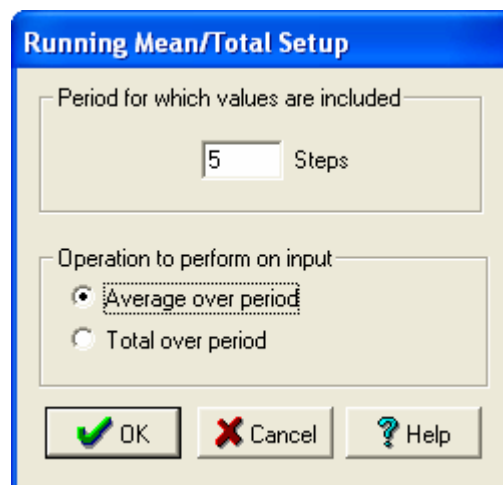 Running Mean/Total Setup
Period for which values are included
5 Steps
Operation to perform on input
Average over period
Total over period
OK Cancel Help